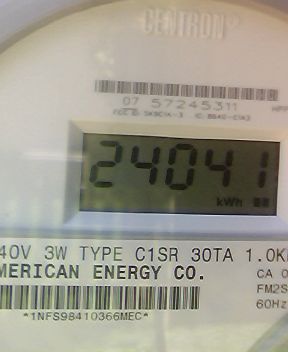 CENTRON®
07 57245311
24041
kWh
40V 3W TYPE C1SR 30TA 1.0K
MERICAN ENERGY CO.
CA 0
FM2S
60Hz
*1NFS98410366MEC*